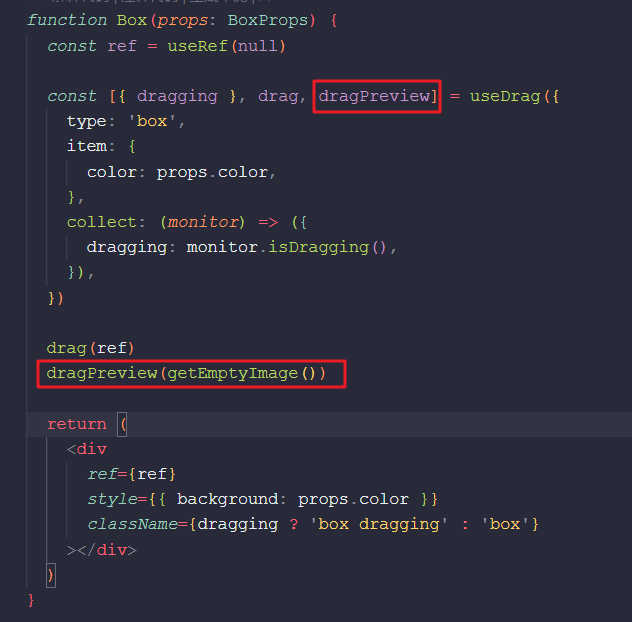 function Box(props: BoxProps) {
  const ref = useRef(null)

  const [{ dragging }, drag, dragPreview] = useDrag({
    type: 'box',
    item: {
      color: props.color,
    },
    collect: (monitor) => ({
      dragging: monitor.isDragging(),
    }),
  })

  drag(ref)
  dragPreview(getEmptyImage())

  return (
    <div
      ref={ref}
      style={{ background: props.color }}
      className={dragging ? 'box dragging' : 'box'}
    ></div>
  )
}